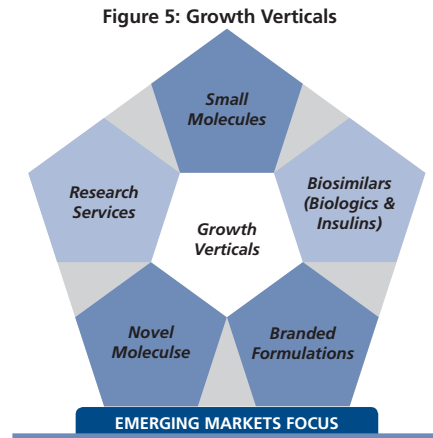 Figure 5: Growth Verticals
Small
Molecules
Research
Services
Biosimilars
(Biologics &
Insulins)
Growth
Verticals
Novel
Moleculse
Branded
Formulations
EMERGING MARKETS FOCUS